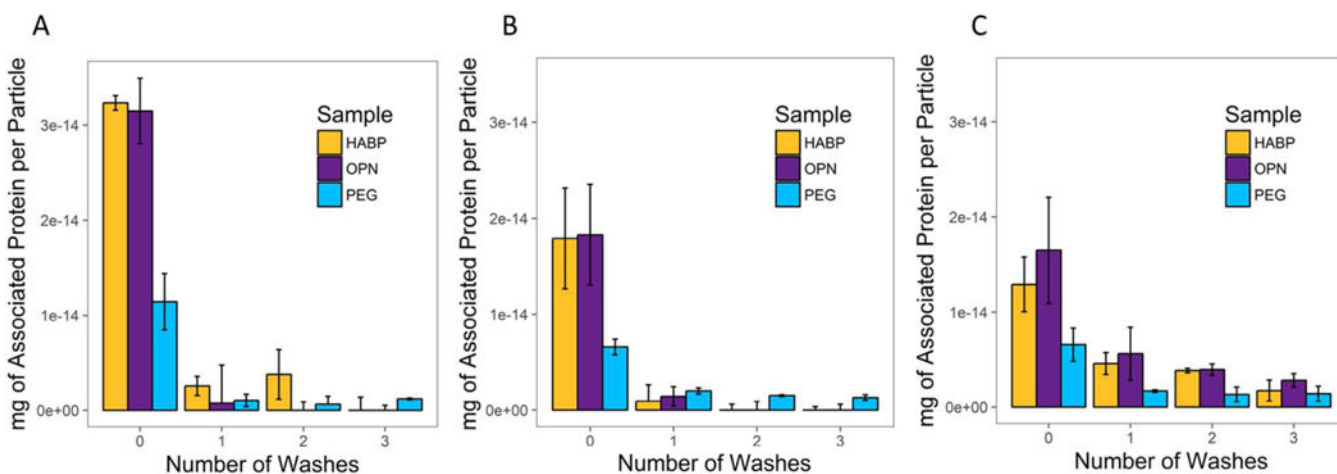 A
mg of Associated Protein per Particle
3e-14
2e-14
1e-14
0e+00
Sample
HABP
OPN
PEG
0 1 2 3
Number of Washes
B
mg of Associated Protein per Particle
3e-14
2e-14
1e-14
0e+00
Sample
HABP
OPN
PEG
0 1 2 3
Number of Washes
C
mg of Associated Protein per Particle
3e-14
2e-14
1e-14
0e+00
Sample
HABP
OPN
PEG
0 1 2 3
Number of Washes